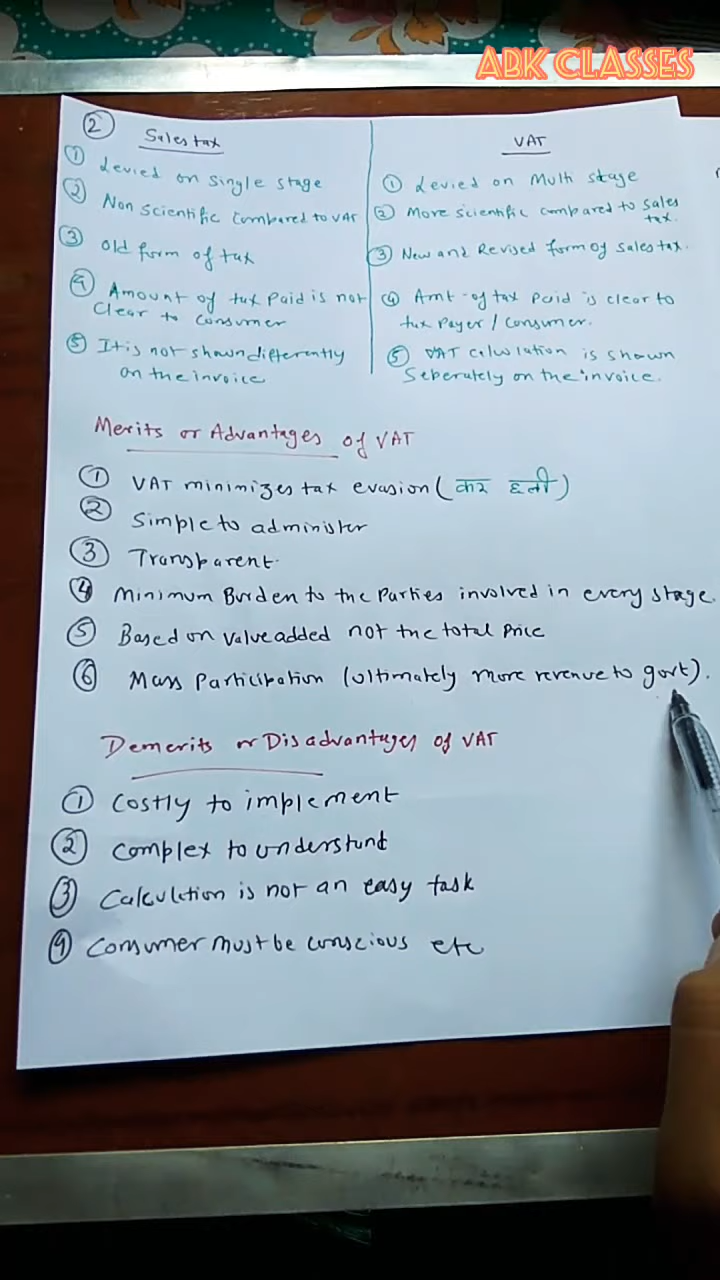 ABK CLASSES
② Sales tax
① Levied on single stage
② Non scientific compared to VAT
③ Old form of tax
④ Amount of tax paid is not
clear to consumer
⑤ It is not shown differently
on the invoice
VAT
① Levied on Multi stage
② More scientific compared to sales
tax.
③ New and Revised form of sales tax.
④ Amt of tax paid is clear to
tax payer / consumer.
⑤ VAT calculation is shown
Seberately on the invoice.
Merits or Advantages of VAT
① VAT minimizes tax evasion (कर छली)
② Simple to administer
③ Transparent.
④ Minimum Burden to the parties involved in every stage.
⑤ Based on value added not the total price
⑥ Mass participation (ultimately more revenue to govt).
Demerits or Disadvantages of VAT
① Costly to implement
② Complex to understand
③ Calculation is not an easy task
④ Consumer must be conscious etc